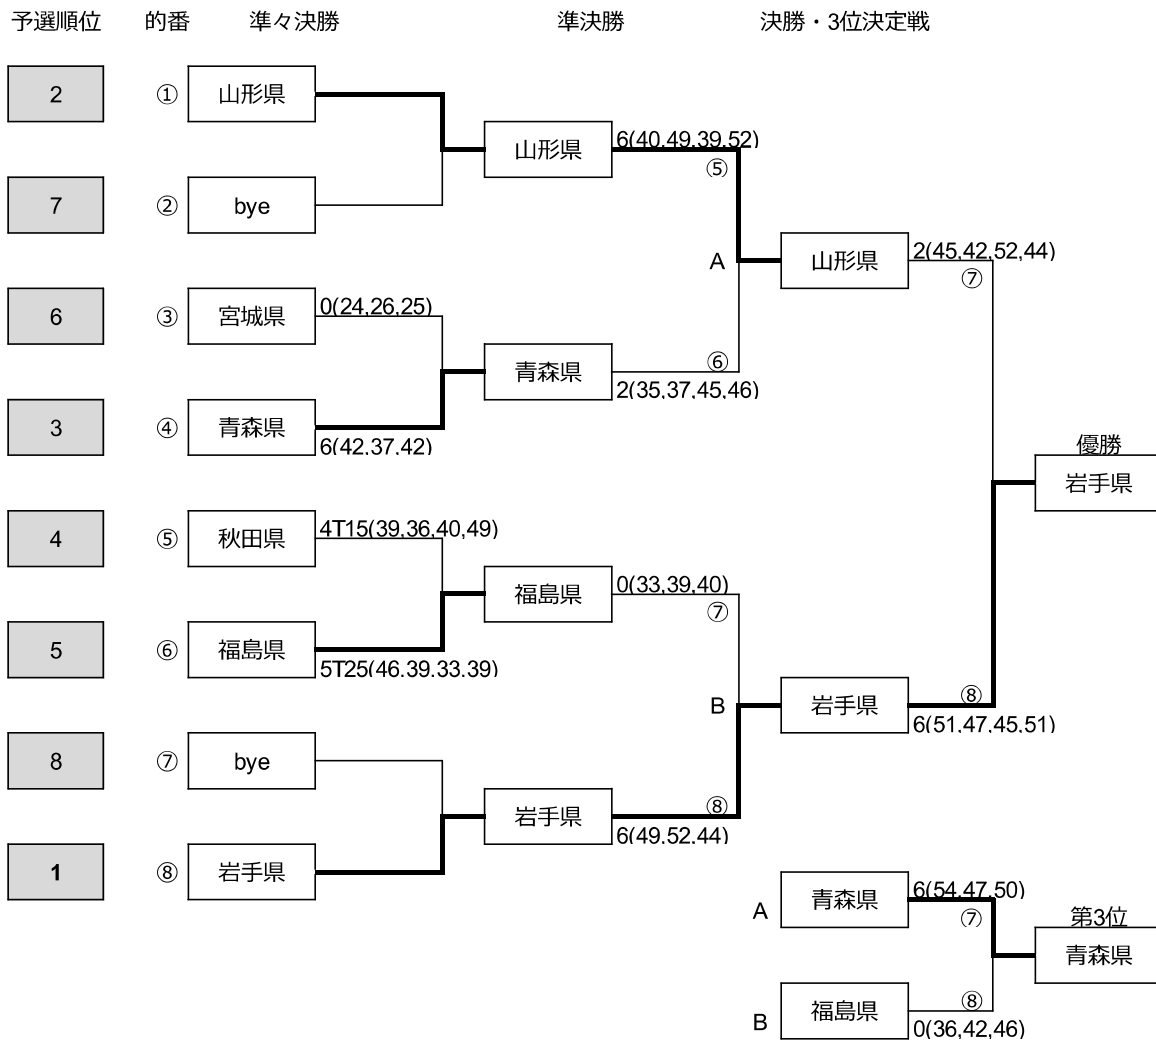 予選順位 的番 準々決勝 準決勝 決勝・3位決定戦
2 ① 山形県
山形県 6(40,49,39,52)
⑤
7 ② bye
A 山形県 2(45,42,52,44)
⑦
6 ③ 宮城県 0(24,26,25)
青森県 ⑥
2(35,37,45,46)
3 ④ 青森県
6(42,37,42)
優勝
岩手県
4 ⑤ 秋田県 4T15(39,36,40,49)
福島県 0(33,39,40)
⑦
5 ⑥ 福島県
5T25(46,39,33,39)
B 岩手県 ⑧
6(51,47,45,51)
8 ⑦ bye
岩手県 ⑧
6(49,52,44)
1 ⑧ 岩手県
A 青森県 6(54,47,50)
⑦
第3位
青森県
B 福島県 ⑧
0(36,42,46)